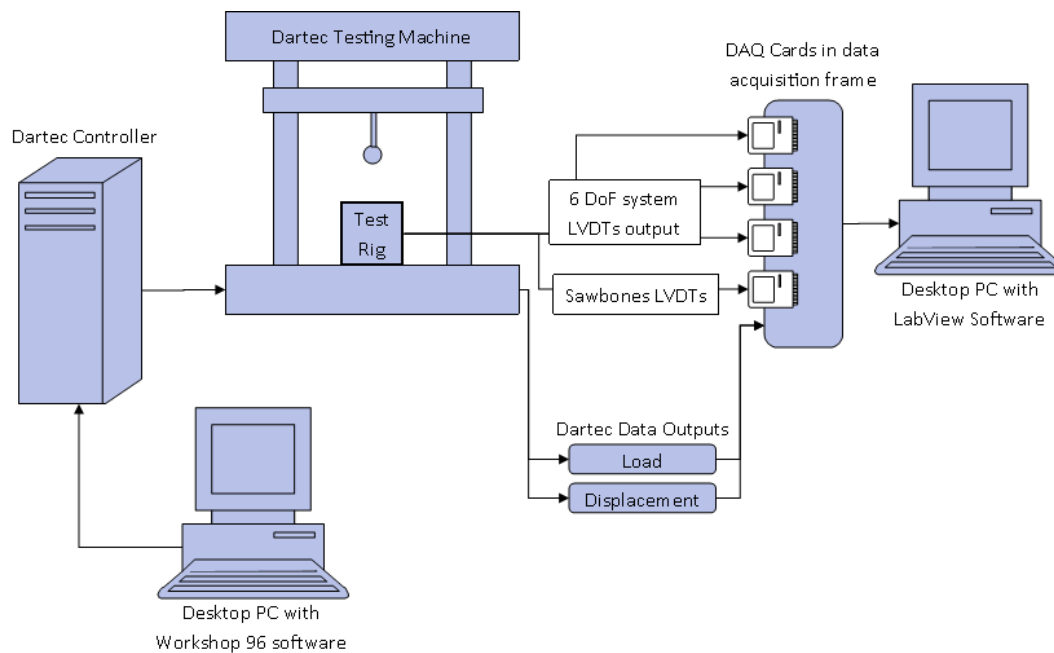 Dartec Testing Machine
DAQ Cards in data
acquisition frame
Dartec Controller
Test
Rig
6 DoF system
LVDTs output
Sawbones LVDTs
Desktop PC with
LabView Software
Dartec Data Outputs
Load
Displacement
Desktop PC with
Workshop 96 software